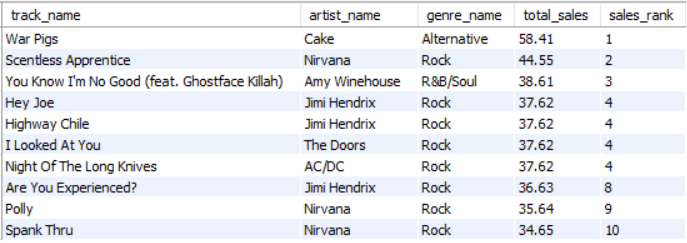 track_name artist_name genre_name total_sales sales_rank
War Pigs Cake Alternative 58.41 1
Scentless Apprentice Nirvana Rock 44.55 2
You Know I'm No Good (feat. Ghostface Killah) Amy Winehouse R&B/Soul 38.61 3
Hey Joe Jimi Hendrix Rock 37.62 4
Highway Chile Jimi Hendrix Rock 37.62 4
I Looked At You The Doors Rock 37.62 4
Night Of The Long Knives AC/DC Rock 37.62 4
Are You Experienced? Jimi Hendrix Rock 36.63 8
Polly Nirvana Rock 35.64 9
Spank Thru Nirvana Rock 34.65 10